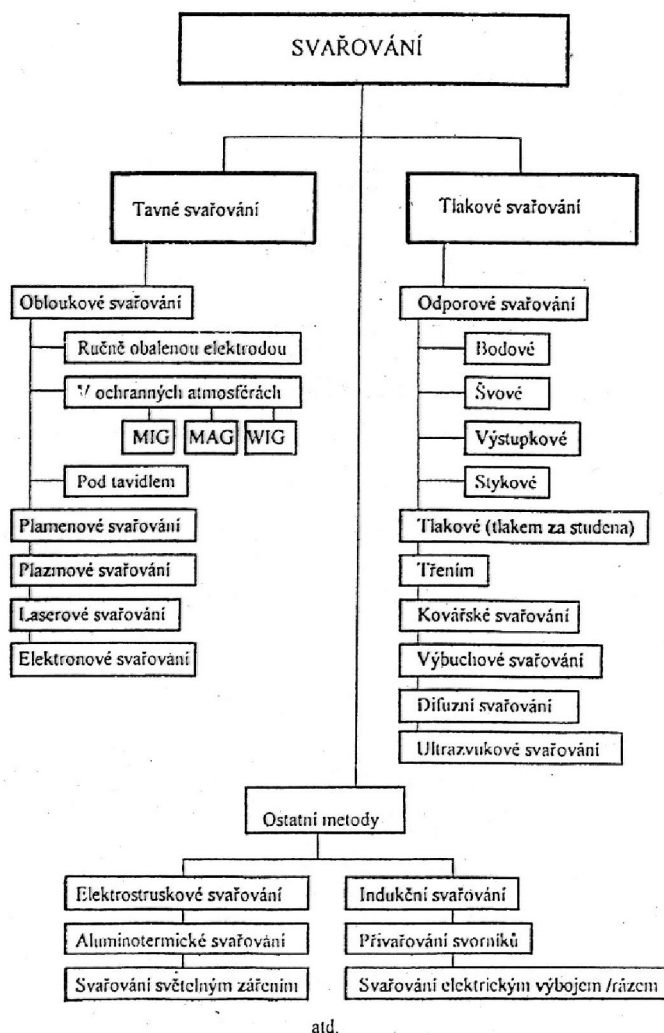 SVAŘOVÁNÍ
Tavné svařování
Obloukové svařování
Ručně obalenou elektrodou
V ochranných atmosférách
MIG
MAG
WIG
Pod tavidlem
Plamenové svařování
Plazmové svařování
Laserové svařování
Elektronové svařování
Tlakové svařování
Odporové svařování
Bodové
Švové
Výstupkové
Stykové
Tlakové (tlakem za studena)
Třením
Kovářské svařování
Výbuchové svařování
Difuzní svařování
Ultrazvukové svařování
Ostatní metody
Elektrostruskové svařování
Aluminotermické svařování
Svařování světelným zářením
Indukční svařování
Přivařování svorníků
Svařování elektrickým výbojem /rázem
atd.